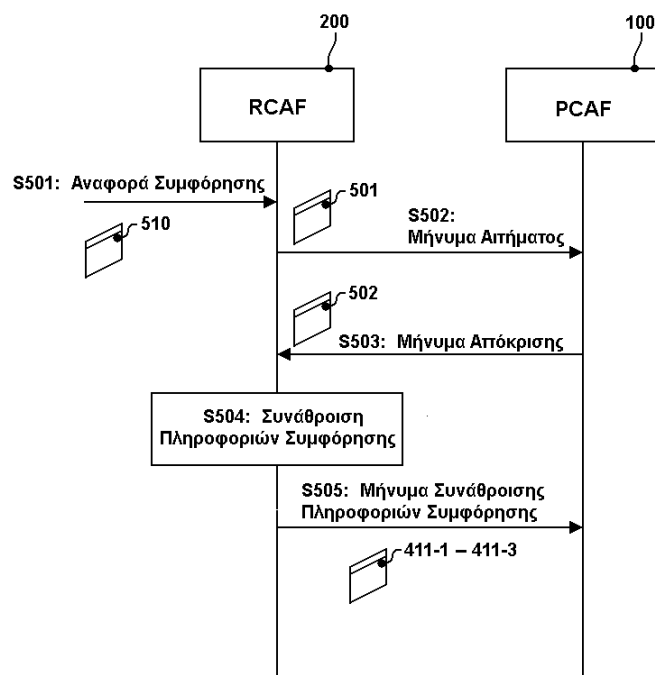 200
100
RCAF
PCAF
S501: Αναφορά Συμφόρησης
510
501
S502:
Μήνυμα Αιτήματος
502
S503: Μήνυμα Απόκρισης
S504: Συνάθροιση
Πληροφοριών Συμφόρησης
S505: Μήνυμα Συνάθροισης
Πληροφοριών Συμφόρησης
411-1 – 411-3